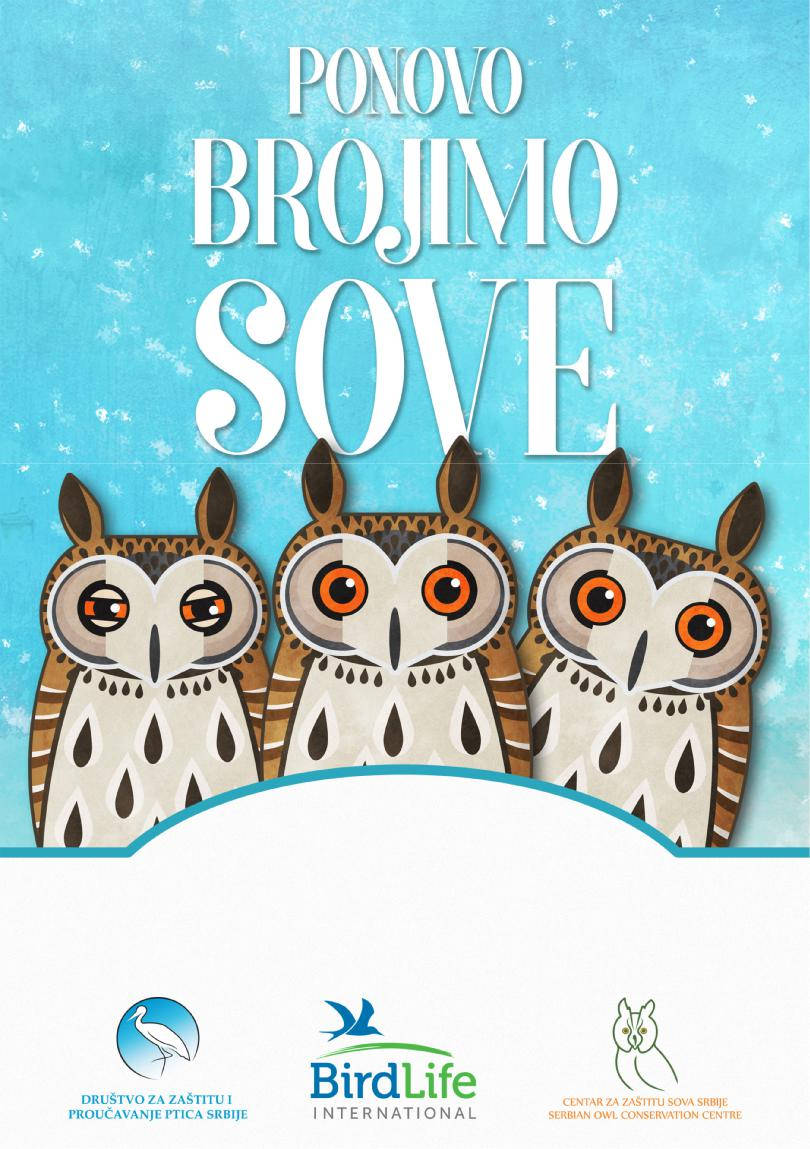 PONOVO
BROJIMO
SOVE
DRUŠTVO ZA ZAŠTITU I
PROUČAVANJE PTICA SRBIJE
BirdLife
INTERNATIONAL
CENTAR ZA ZAŠTITU SOVA SRBIJE
SERBIAN OWL CONSERVATION CENTRE